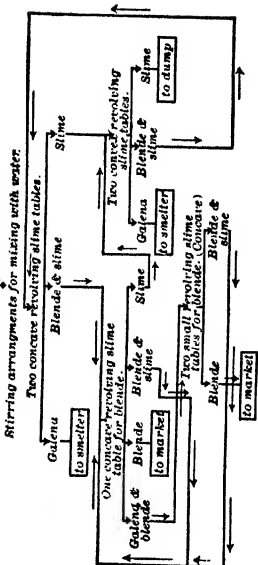 Stirring arrangments for mixing with water.
Two concave revolving slime tables.
Galena
to smelter
Blende & slime
Slime
One concave revolving slime
table for blende.
Galena &
blende
Blende
to market
Blende &
slime
Slime
Two convex revolving
slime tables.
Galena
to smelter
Blende & slime
Slime
to dump
Two small revolving slime
tables for blende. (Concave)
Blende
to market
Blende &
slime